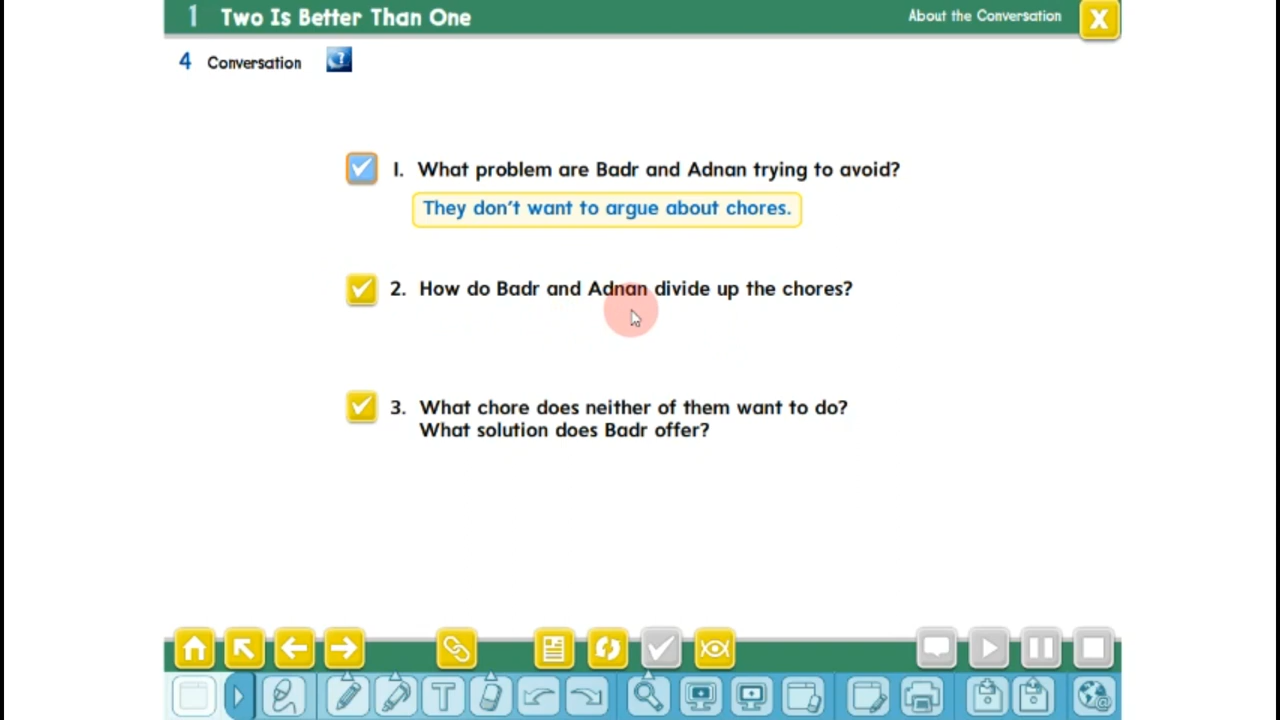 1 Two Is Better Than One
About the Conversation
X
4 Conversation
?
1. What problem are Badr and Adnan trying to avoid?
They don't want to argue about chores.
2. How do Badr and Adnan divide up the chores?
3. What chore does neither of them want to do?
What solution does Badr offer?
T
@